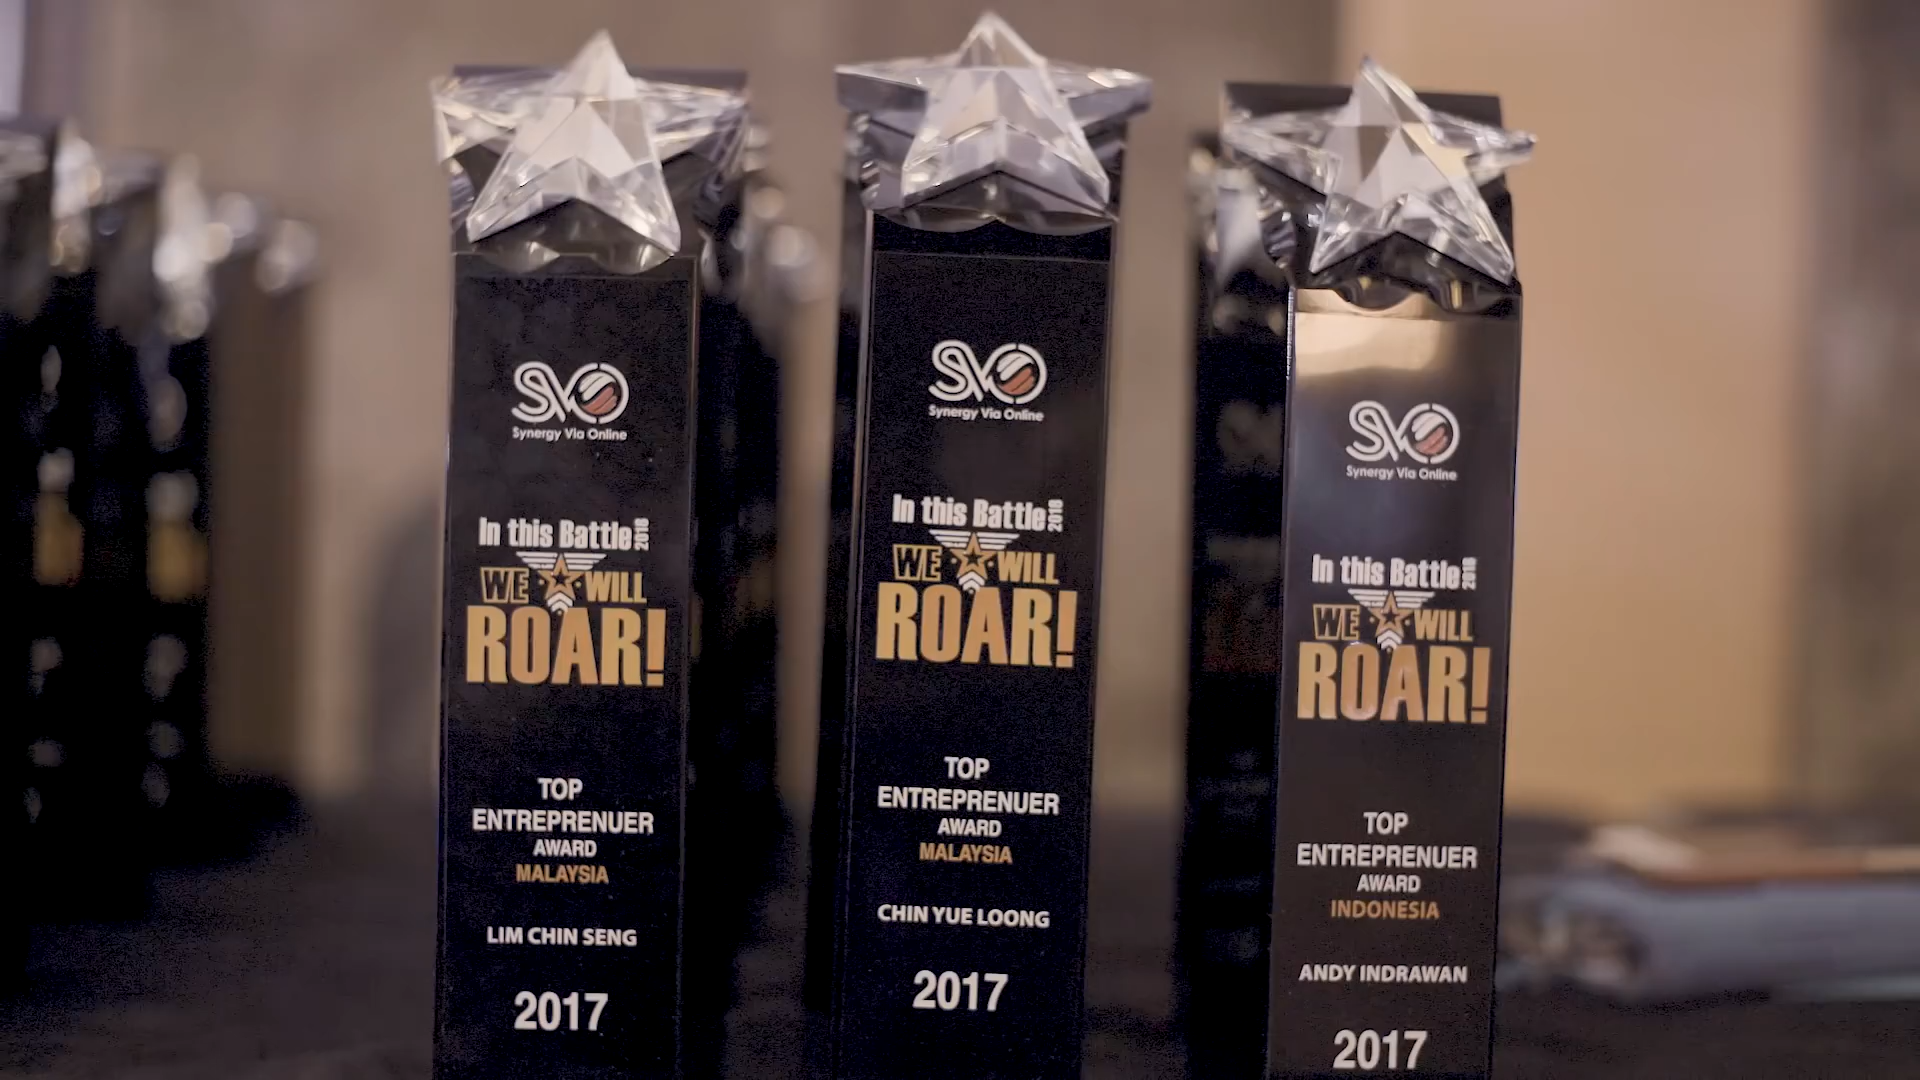 SVO
Synergy Via Online
In this Battle 2018
WE WILL
ROAR!
TOP
ENTREPRENUER
AWARD
MALAYSIA
LIM CHIN SENG
2017
SVO
Synergy Via Online
In this Battle 2018
WE WILL
ROAR!
TOP
ENTREPRENUER
AWARD
MALAYSIA
CHIN YUE LOONG
2017
SVO
Synergy Via Online
In this Battle 2018
WE WILL
ROAR!
TOP
ENTREPRENUER
AWARD
INDONESIA
ANDY INDRAWAN
2017